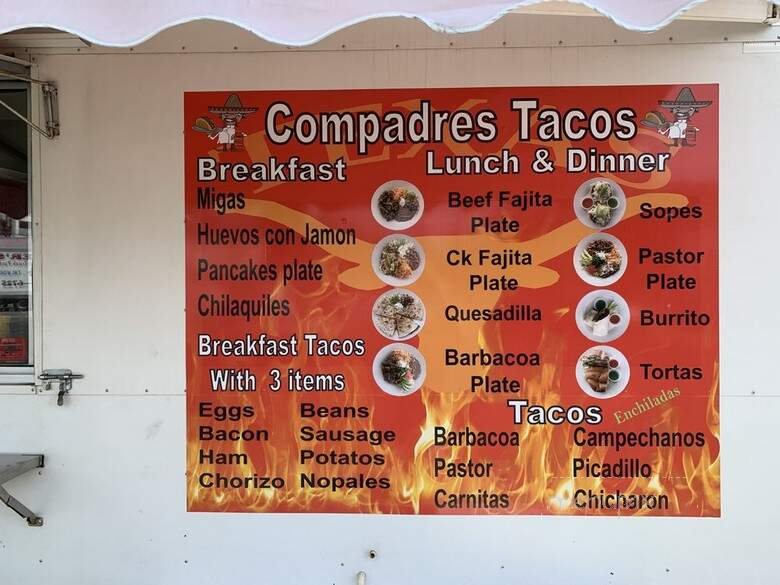 TEXAS
Compadres Tacos
Breakfast
Migas
Huevos con Jamon
Pancakes plate
Chilaquiles
Breakfast Tacos
With 3 items
Eggs Beans
Bacon Sausage
Ham Potatos
Chorizo Nopales
Lunch & Dinner
Beef Fajita
Plate
Ck Fajita
Plate
Quesadilla
Barbacoa
Plate
Sopes
Pastor
Plate
Burrito
Tortas
Enchiladas
Tacos
Barbacoa Campechanos
Pastor Picadillo
Carnitas Chicharon